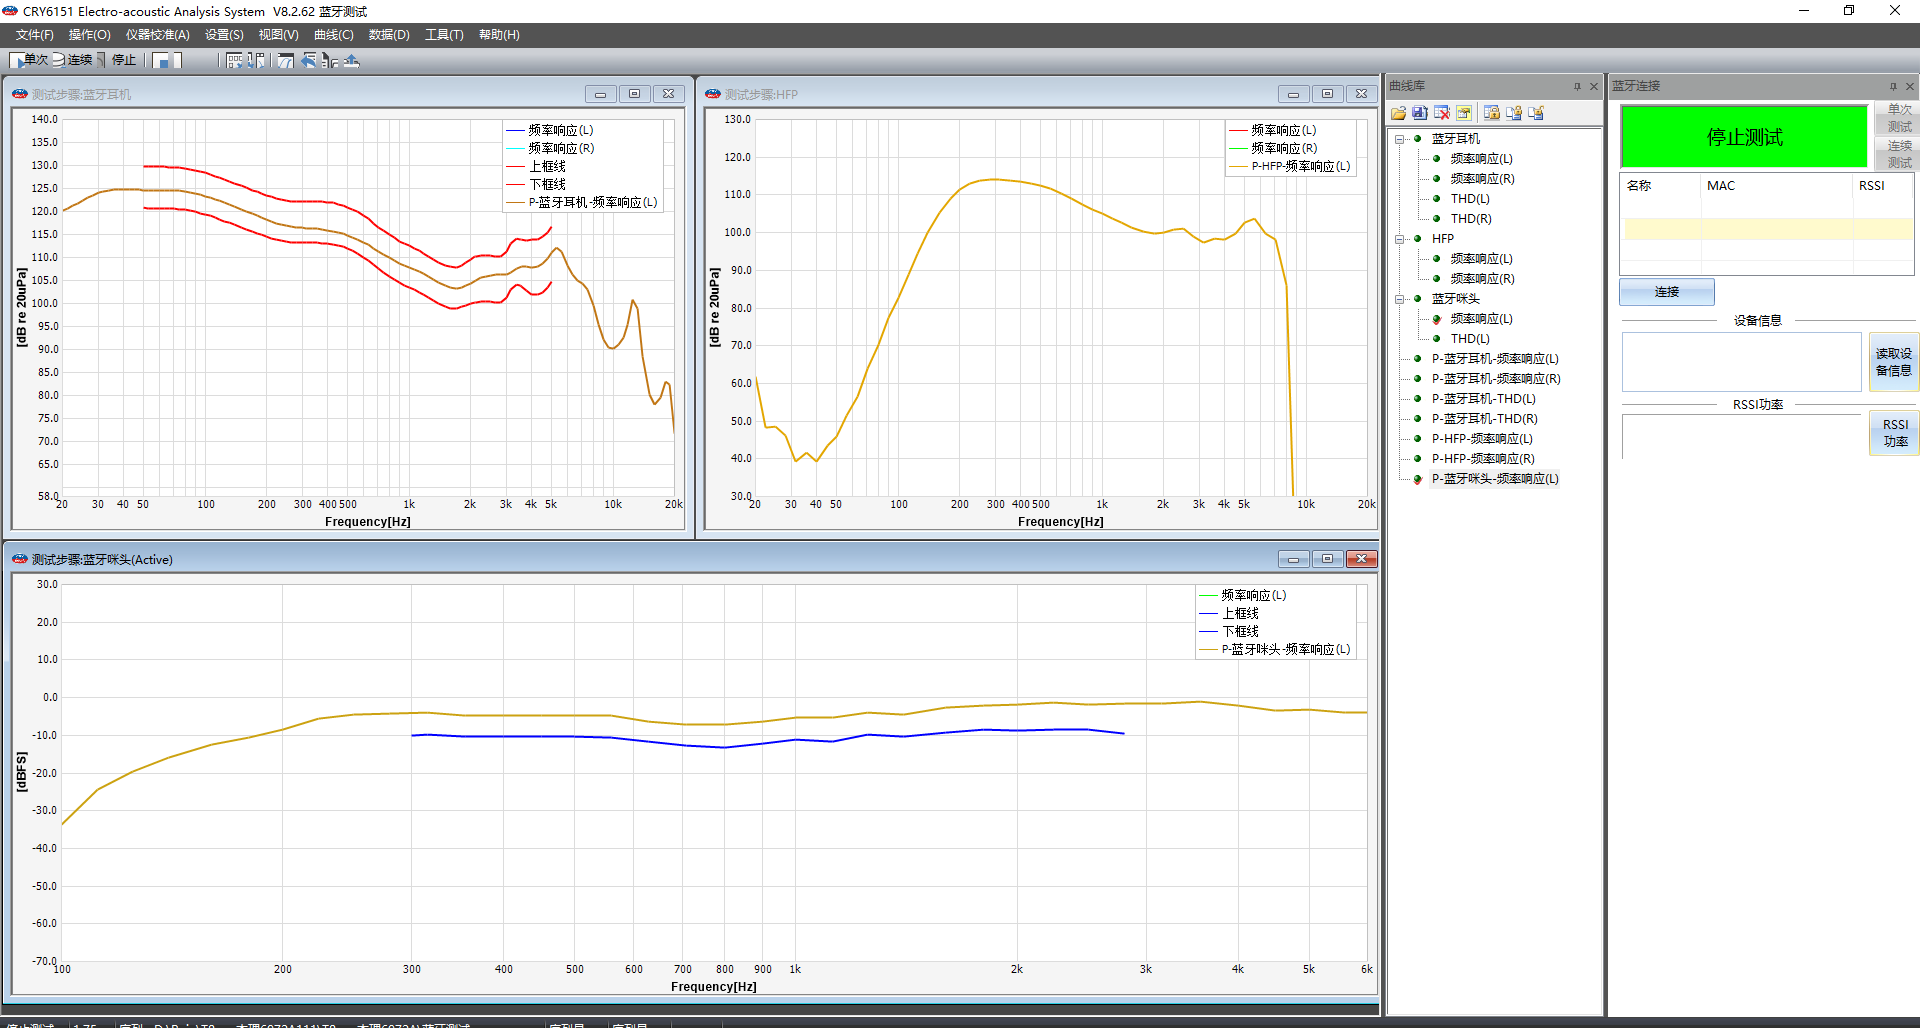 CRY6151 Electro-acoustic Analysis System  V8.2.62 蓝牙测试
文件(F) 操作(O) 仪器校准(A) 设置(S) 视图(V) 曲线(C) 数据(D) 工具(T) 帮助(H)
单次 连续 停止
测试步骤:蓝牙耳机
140.0
135.0
130.0
125.0
120.0
115.0
110.0
105.0
100.0
95.0
90.0
85.0
80.0
75.0
70.0
65.0
58.0
[dB re 20uPa]
频率响应(L)
频率响应(R)
上框线
下框线
P-蓝牙耳机-频率响应(L)
20 30 40 50 100 200 300 400 500 1k 2k 3k 4k 5k 10k 20k
Frequency[Hz]
测试步骤:HFP
130.0
120.0
110.0
100.0
90.0
80.0
70.0
60.0
50.0
40.0
30.0
[dB re 20uPa]
频率响应(L)
频率响应(R)
P-HFP-频率响应(L)
20 30 40 50 100 200 300 400 500 1k 2k 3k 4k 5k 10k 20k
Frequency[Hz]
测试步骤:蓝牙咪头(Active)
30.0
20.0
10.0
0.0
-10.0
-20.0
-30.0
-40.0
-50.0
-60.0
-70.0
[dBFS]
频率响应(L)
上框线
下框线
P-蓝牙咪头-频率响应(L)
100 200 300 400 500 600 700 800 900 1k 2k 3k 4k 5k 6k
Frequency[Hz]
曲线库
蓝牙耳机
频率响应(L)
频率响应(R)
THD(L)
THD(R)
HFP
频率响应(L)
频率响应(R)
蓝牙咪头
频率响应(L)
THD(L)
P-蓝牙耳机-频率响应(L)
P-蓝牙耳机-频率响应(R)
P-蓝牙耳机-THD(L)
P-蓝牙耳机-THD(R)
P-HFP-频率响应(L)
P-HFP-频率响应(R)
P-蓝牙咪头-频率响应(L)
蓝牙连接
停止测试
单次
测试
连续
测试
名称 MAC RSSI
连接
设备信息
读取设
备信息
RSSI功率
RSSI
功率